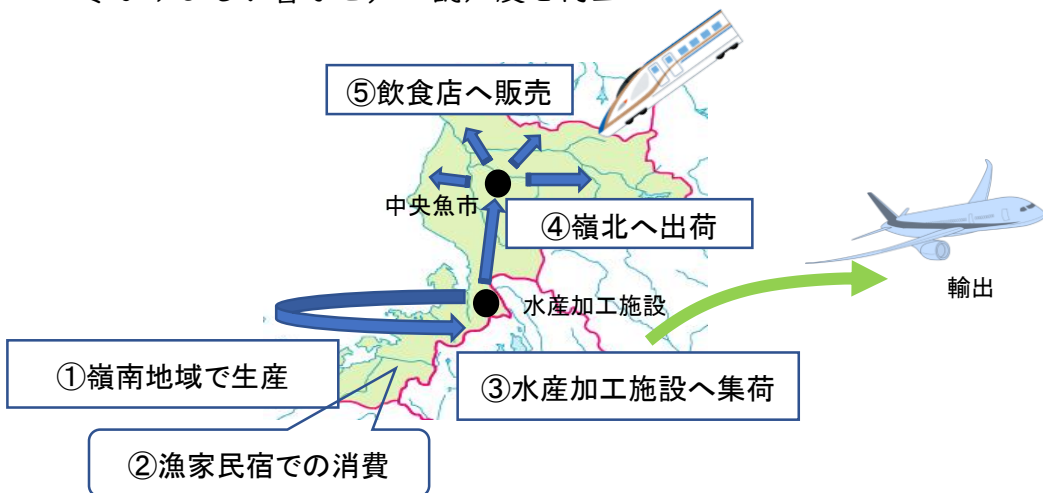 ⑤飲食店へ販売
中央魚市
④嶺北へ出荷
輸出
水産加工施設
①嶺南地域で生産
③水産加工施設へ集荷
②漁家民宿での消費